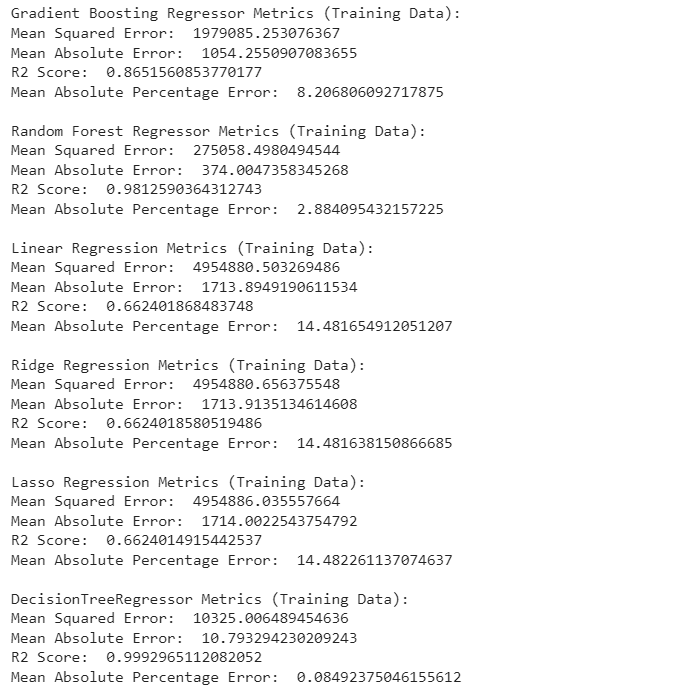 Gradient Boosting Regressor Metrics (Training Data):
Mean Squared Error:  1979085.253076367
Mean Absolute Error:  1054.2550907083655
R2 Score:  0.8651560853770177
Mean Absolute Percentage Error:  8.206806092717875

Random Forest Regressor Metrics (Training Data):
Mean Squared Error:  275058.4980494544
Mean Absolute Error:  374.0047358345268
R2 Score:  0.9812590364312743
Mean Absolute Percentage Error:  2.884095432157225

Linear Regression Metrics (Training Data):
Mean Squared Error:  4954880.503269486
Mean Absolute Error:  1713.8949190611534
R2 Score:  0.662401868483748
Mean Absolute Percentage Error:  14.481654912051207

Ridge Regression Metrics (Training Data):
Mean Squared Error:  4954880.656375548
Mean Absolute Error:  1713.9135134614608
R2 Score:  0.6624018580519486
Mean Absolute Percentage Error:  14.481638150866685

Lasso Regression Metrics (Training Data):
Mean Squared Error:  4954886.035557664
Mean Absolute Error:  1714.0022543754792
R2 Score:  0.6624014915442537
Mean Absolute Percentage Error:  14.482261137074637

DecisionTreeRegressor Metrics (Training Data):
Mean Squared Error:  10325.006489454636
Mean Absolute Error:  10.793294230209243
R2 Score:  0.9992965112082052
Mean Absolute Percentage Error:  0.08492375046155612